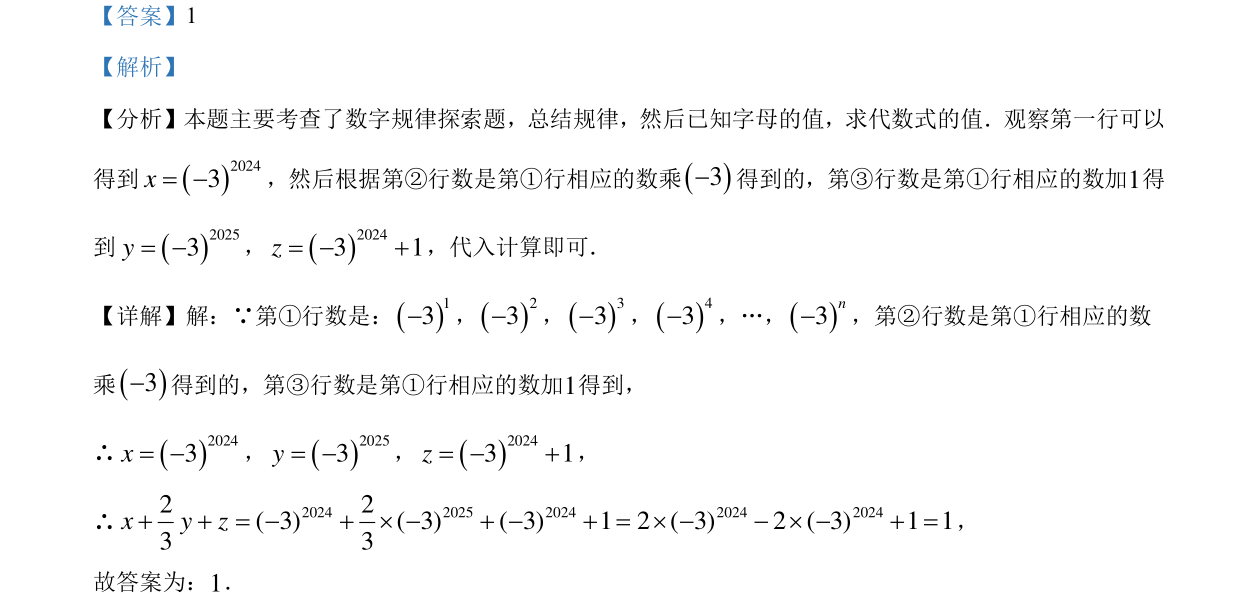 【答案】1
【解析】
【分析】本题主要考查了数字规律探索题，总结规律，然后已知字母的值，求代数式的值．观察第一行可以
得到 x = (−3)^2024，然后根据第②行数是第①行相应的数乘(−3)得到的，第③行数是第①行相应的数加1得
到 y = (−3)^2025，z = (−3)^2024 +1，代入计算即可．
【详解】解：∵第①行数是：(−3)^1，(−3)^2，(−3)^3，(−3)^4，…，(−3)^n，第②行数是第①行相应的数
乘(−3)得到的，第③行数是第①行相应的数加1得到，
∴ x = (−3)^2024，y = (−3)^2025，z = (−3)^2024 +1，
∴ x + 2/3 y + z = (−3)^2024 + 2/3 × (−3)^2025 + (−3)^2024 +1 = 2×(−3)^2024 − 2×(−3)^2024 +1 = 1，
故答案为：1．